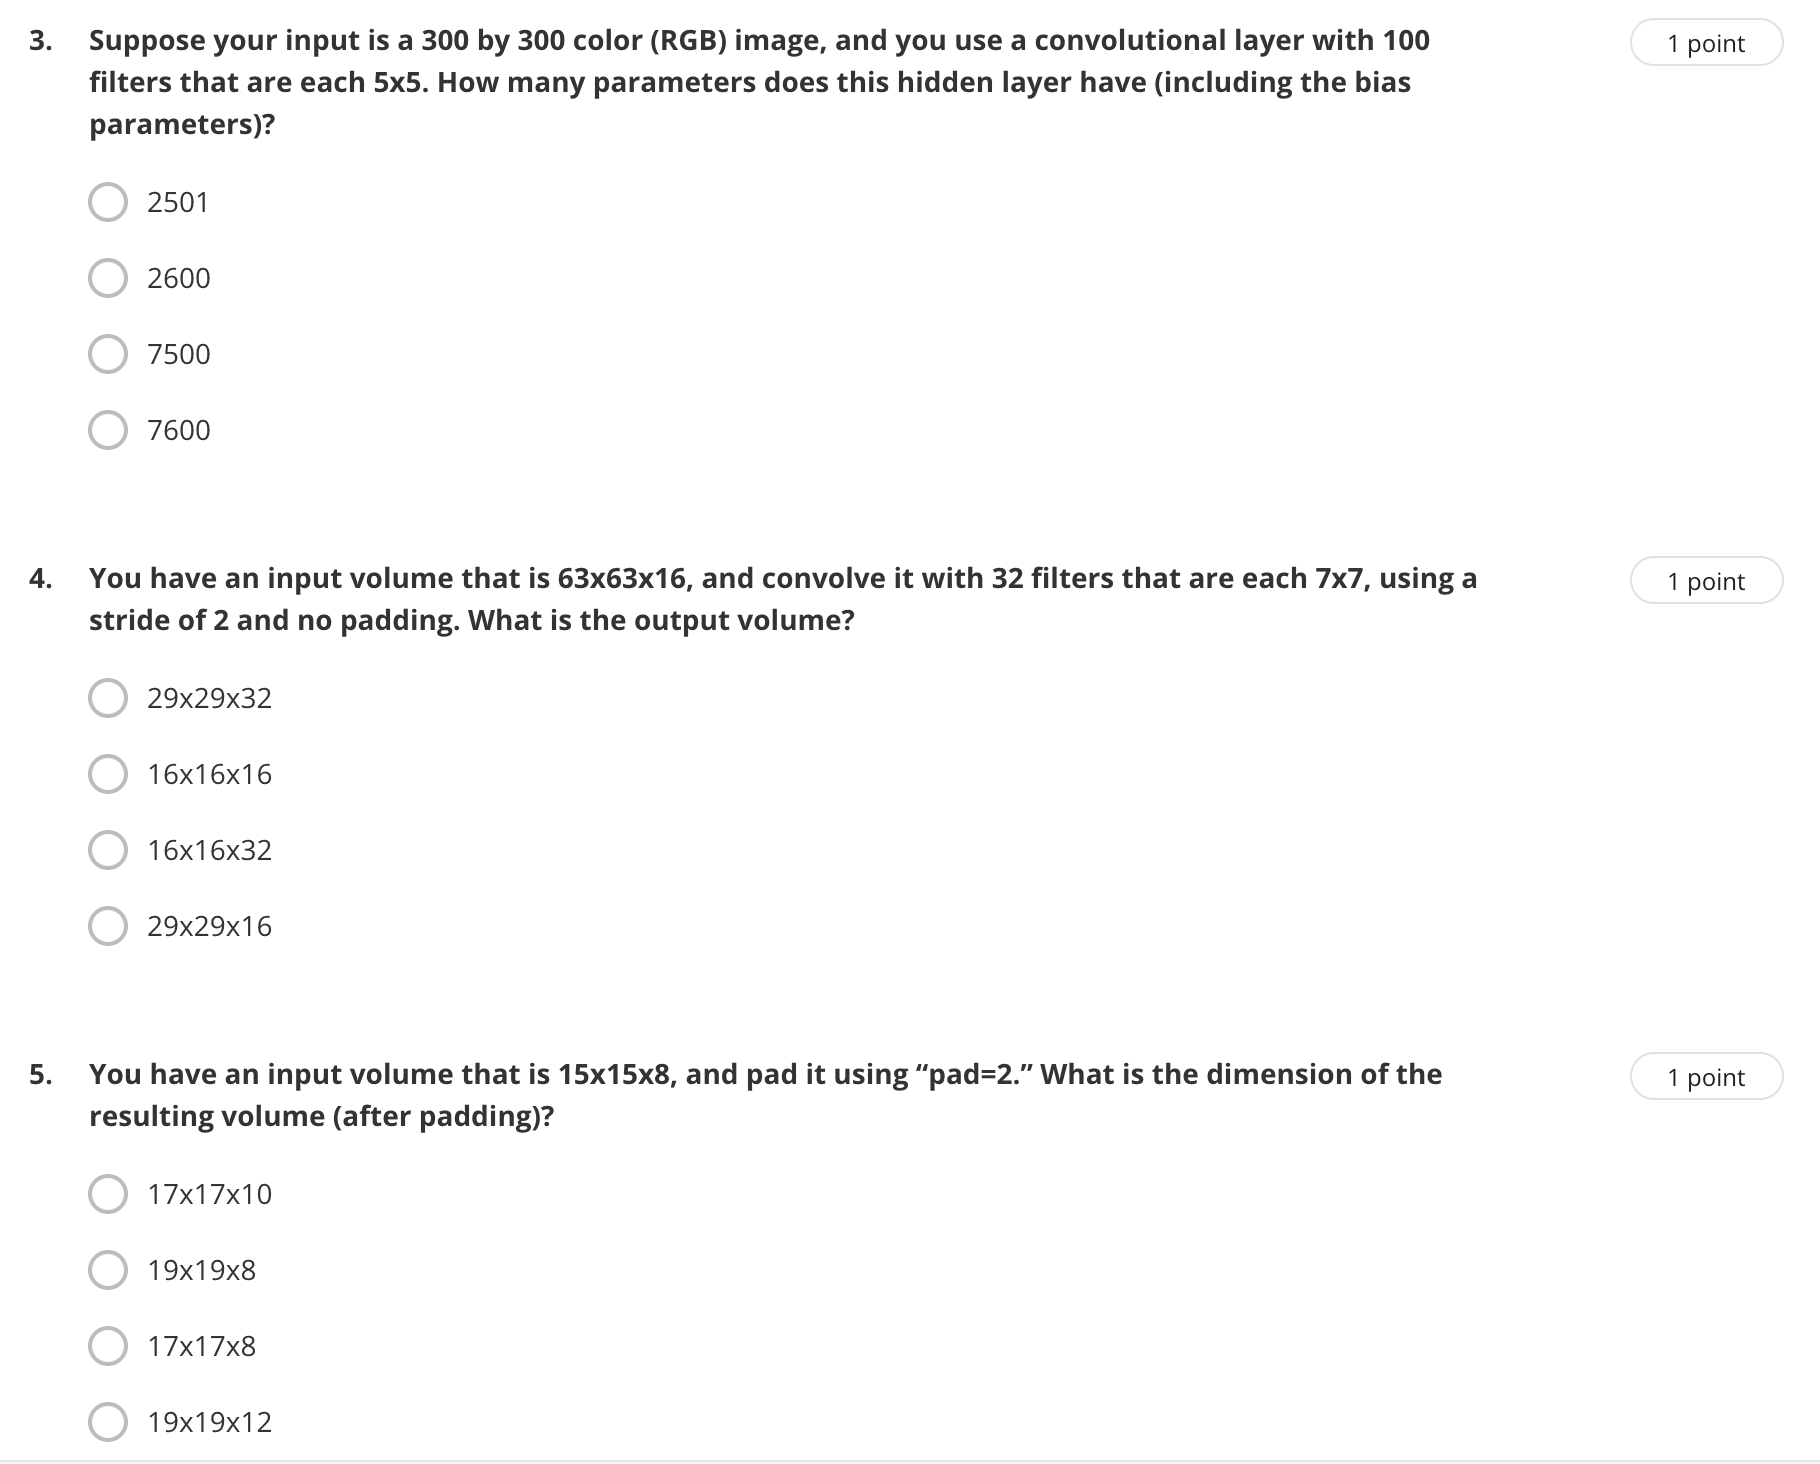 3. Suppose your input is a 300 by 300 color (RGB) image, and you use a convolutional layer with 100 1 point
filters that are each 5x5. How many parameters does this hidden layer have (including the bias
parameters)?
2501
2600
7500
7600
4. You have an input volume that is 63x63x16, and convolve it with 32 filters that are each 7x7, using a 1 point
stride of 2 and no padding. What is the output volume?
29x29x32
16x16x16
16x16x32
29x29x16
5. You have an input volume that is 15x15x8, and pad it using “pad=2.” What is the dimension of the 1 point
resulting volume (after padding)?
17x17x10
19x19x8
17x17x8
19x19x12